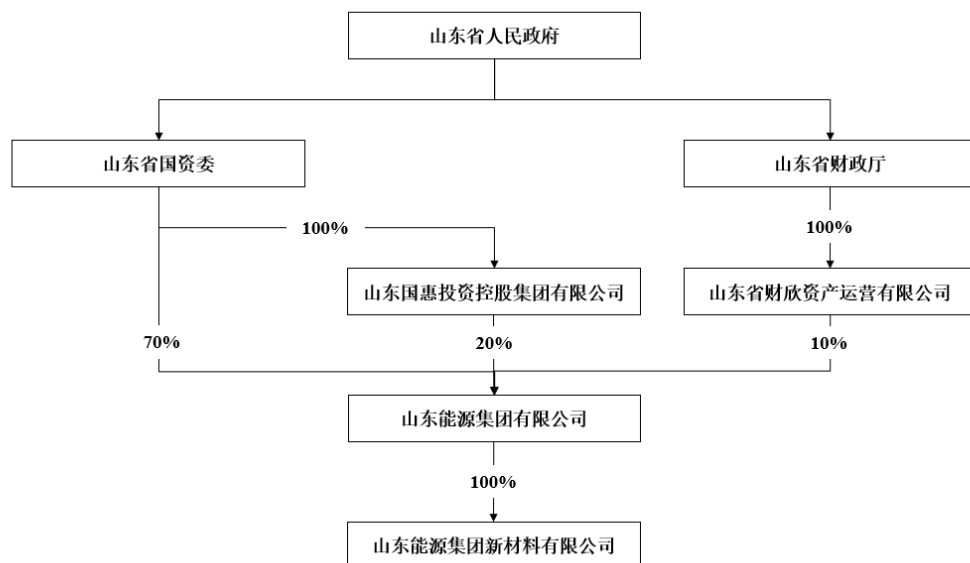 山东省人民政府
山东省国资委
山东省财政厅
100%
100%
山东国惠投资控股集团有限公司
山东省财欣资产运营有限公司
70%
20%
10%
山东能源集团有限公司
100%
山东能源集团新材料有限公司